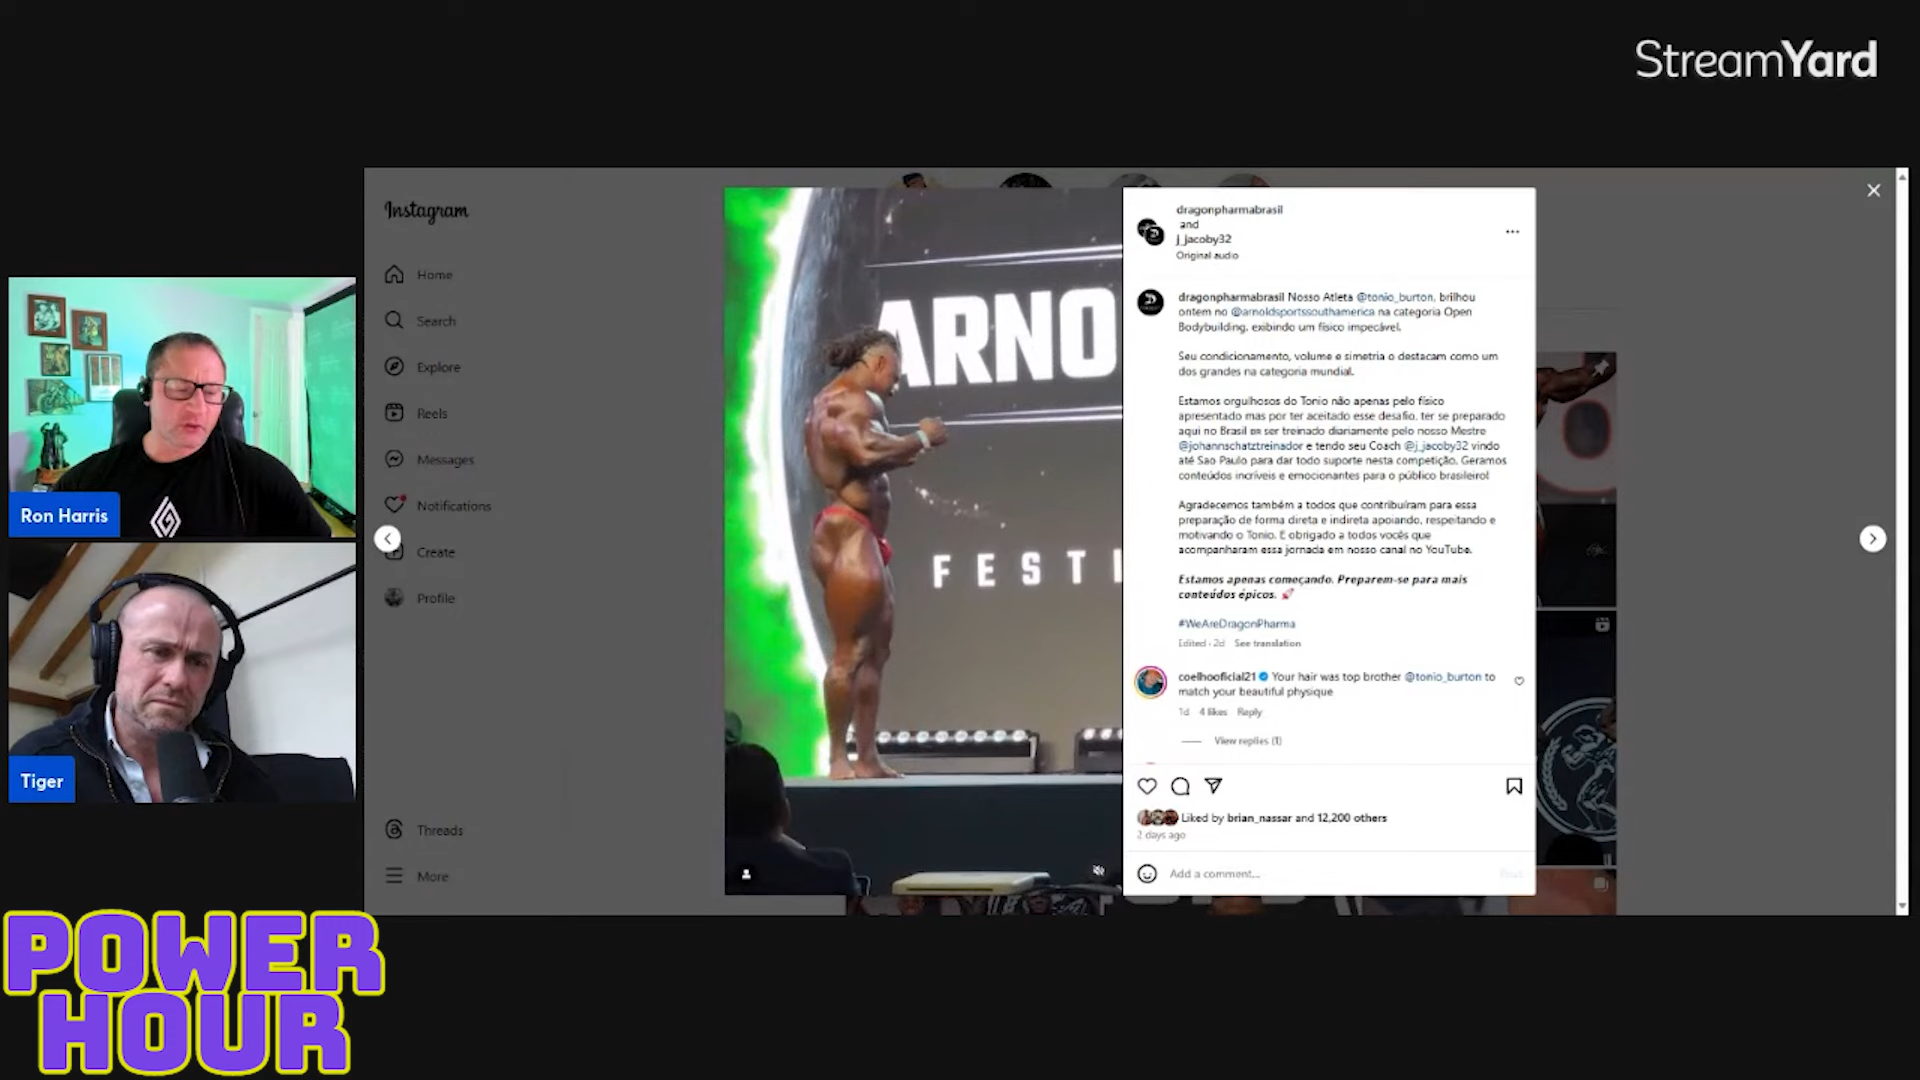 StreamYard
Instagram
Home
Search
Explore
Reels
Messages
Notifications
Create
Profile
Threads
More
Ron Harris
Tiger
POWER
HOUR
ARNO
FESTI
dragonpharmabrasil
and
j_jacoby32
Original audio
dragonpharmabrasil Nosso Atleta @tonio_burton, brilhou
ontem no @arnoldsportssouthamerica na categoria Open
Bodybuilding, exibindo um físico impecável.
Seu condicionamento, volume e simetria o destacam como um
dos grandes na categoria mundial.
Estamos orgulhosos do Tonio não apenas pelo físico
apresentado mas por ter aceitado esse desafio, ter se preparado
aqui no Brasil e ser treinado diariamente pelo nosso Mestre
@johannschatztreinador e tendo seu Coach @j_jacoby32 vindo
até Sao Paulo para dar todo suporte nesta competição. Geramos
conteúdos incríveis e emocionantes para o público brasileiro!
Agradecemos também a todos que contribuíram para essa
preparação de forma direta e indireta apoiando, respeitando e
motivando o Tonio. E obrigado a todos vocês que
acompanharam essa jornada em nosso canal no YouTube.
Estamos apenas começando. Preparem-se para mais
conteúdos épicos. 🚀
#WeAreDragonPharma
Edited · 2d See translation
coelhooficial21 Your hair was top brother @tonio_burton to
match your beautiful physique
1d 4 likes Reply
View replies (1)
Liked by brian_nassar and 12,200 others
2 days ago
Add a comment...
Post